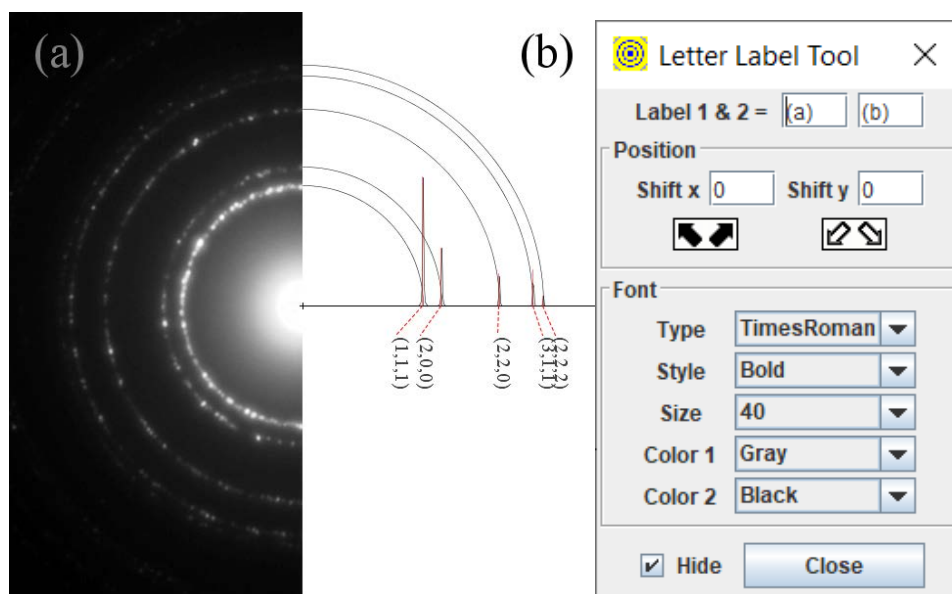 (a)
(b)
(1,1,1)
(2,0,0)
(2,2,0)
(3,1,1)
(2,2,2)
Letter Label Tool
Label 1 & 2 = (a) (b)
Position
Shift x 0 Shift y 0
Font
Type TimesRoman
Style Bold
Size 40
Color 1 Gray
Color 2 Black
Hide Close